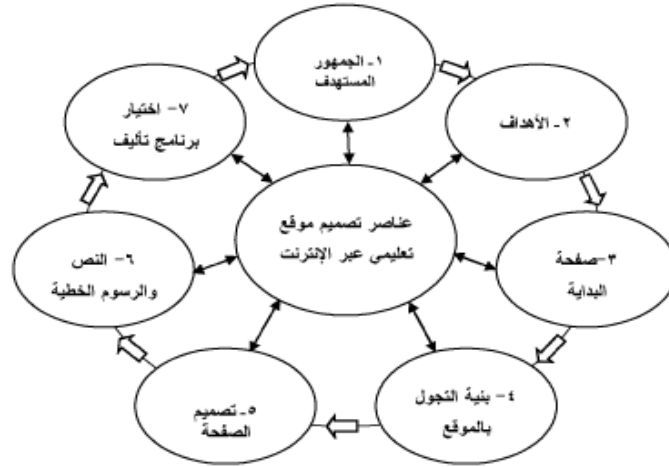 ١- الجمهور
المستهدف
٢- الأهداف
٣- صفحة
البداية
٤- بنية التجول
بالموقع
٥- تصميم
الصفحة
٦- النص
والرسوم الخطية
٧- اختيار
برنامج تأليف
عناصر تصميم موقع
تعليمى عبر الإنترنت